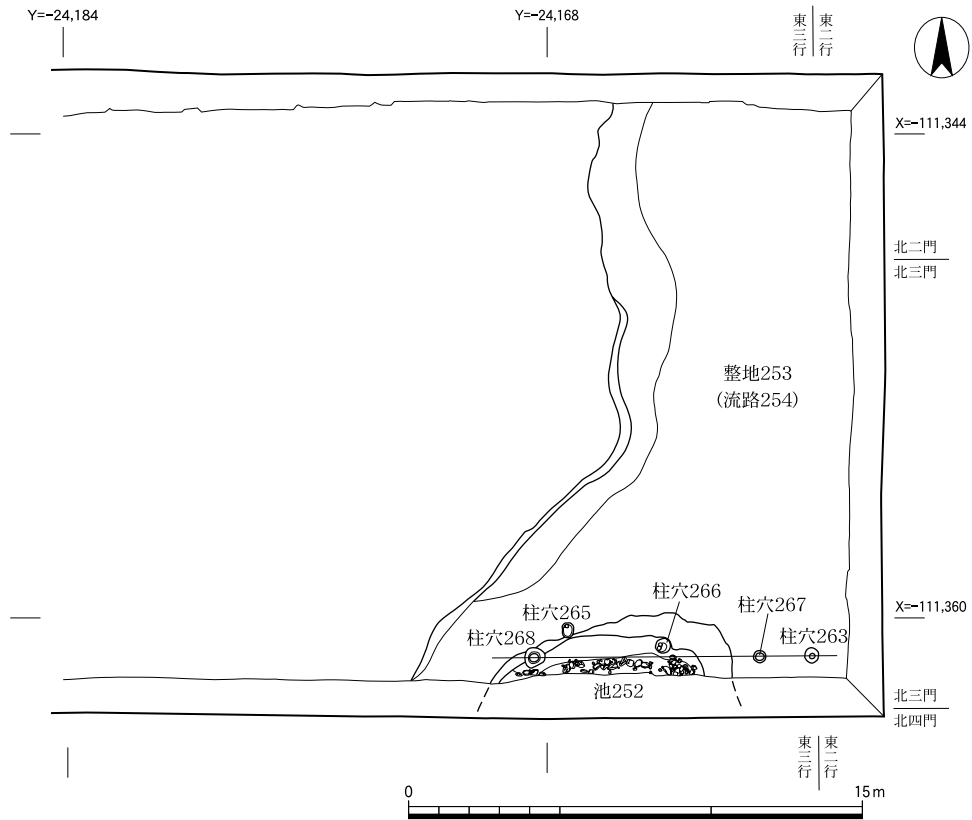 Y=-24,184
Y=-24,168
東三行
東二行
X=-111,344
北二門
北三門
整地253
(流路254)
柱穴266
柱穴265
柱穴267
X=-111,360
柱穴268
柱穴263
池252
北三門
北四門
東三行
東二行
0
15m